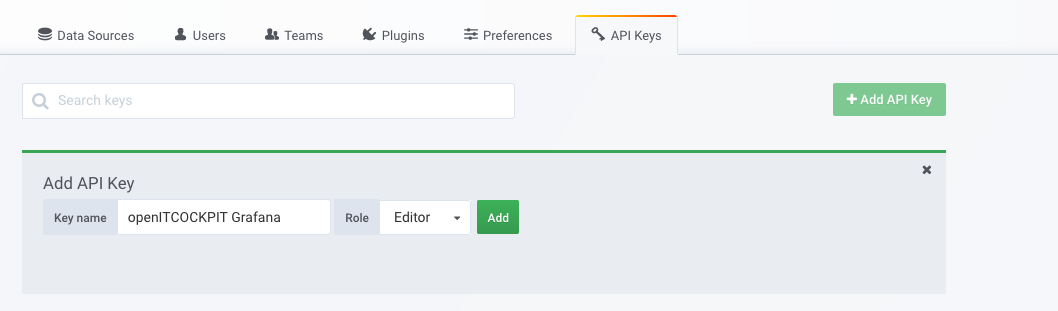 Data Sources Users Teams Plugins Preferences API Keys
Search keys + Add API Key
Add API Key
Key name openITCOCKPIT Grafana Role Editor Add